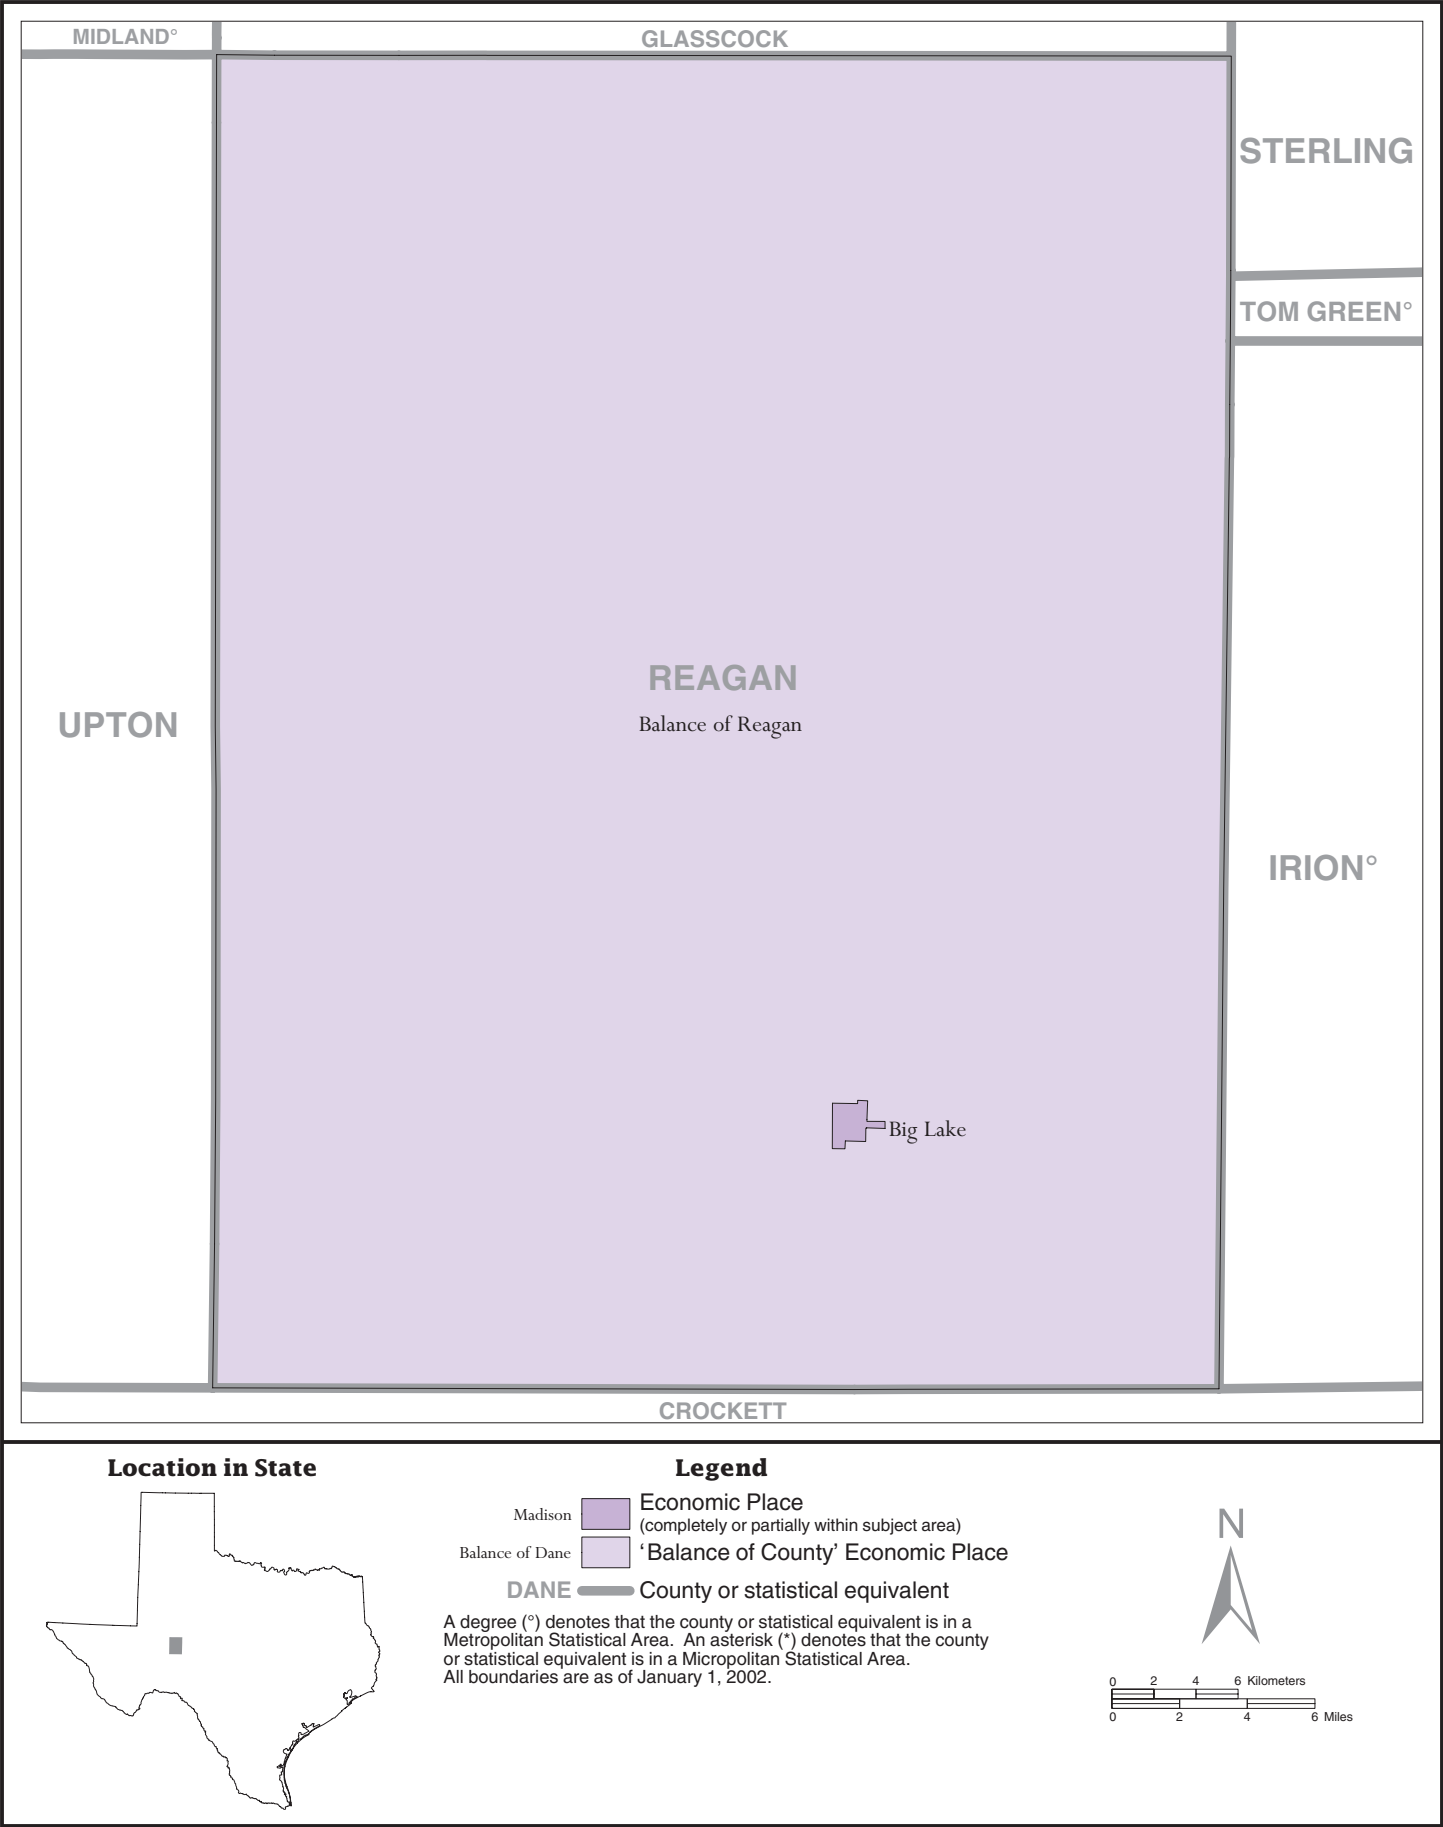 MIDLAND°
GLASSCOCK
STERLING
TOM GREEN°
REAGAN
Balance of Reagan
UPTON
IRION°
Big Lake
CROCKETT
Location in State
Legend
Madison
Economic Place
(completely or partially within subject area)
Balance of Dane
‘Balance of County’ Economic Place
DANE
County or statistical equivalent
A degree (°) denotes that the county or statistical equivalent is in a
Metropolitan Statistical Area.  An asterisk (*) denotes that the county
or statistical equivalent is in a Micropolitan Statistical Area.
All boundaries are as of January 1, 2002.
N
0 2 4 6 Kilometers
0 2 4 6 Miles